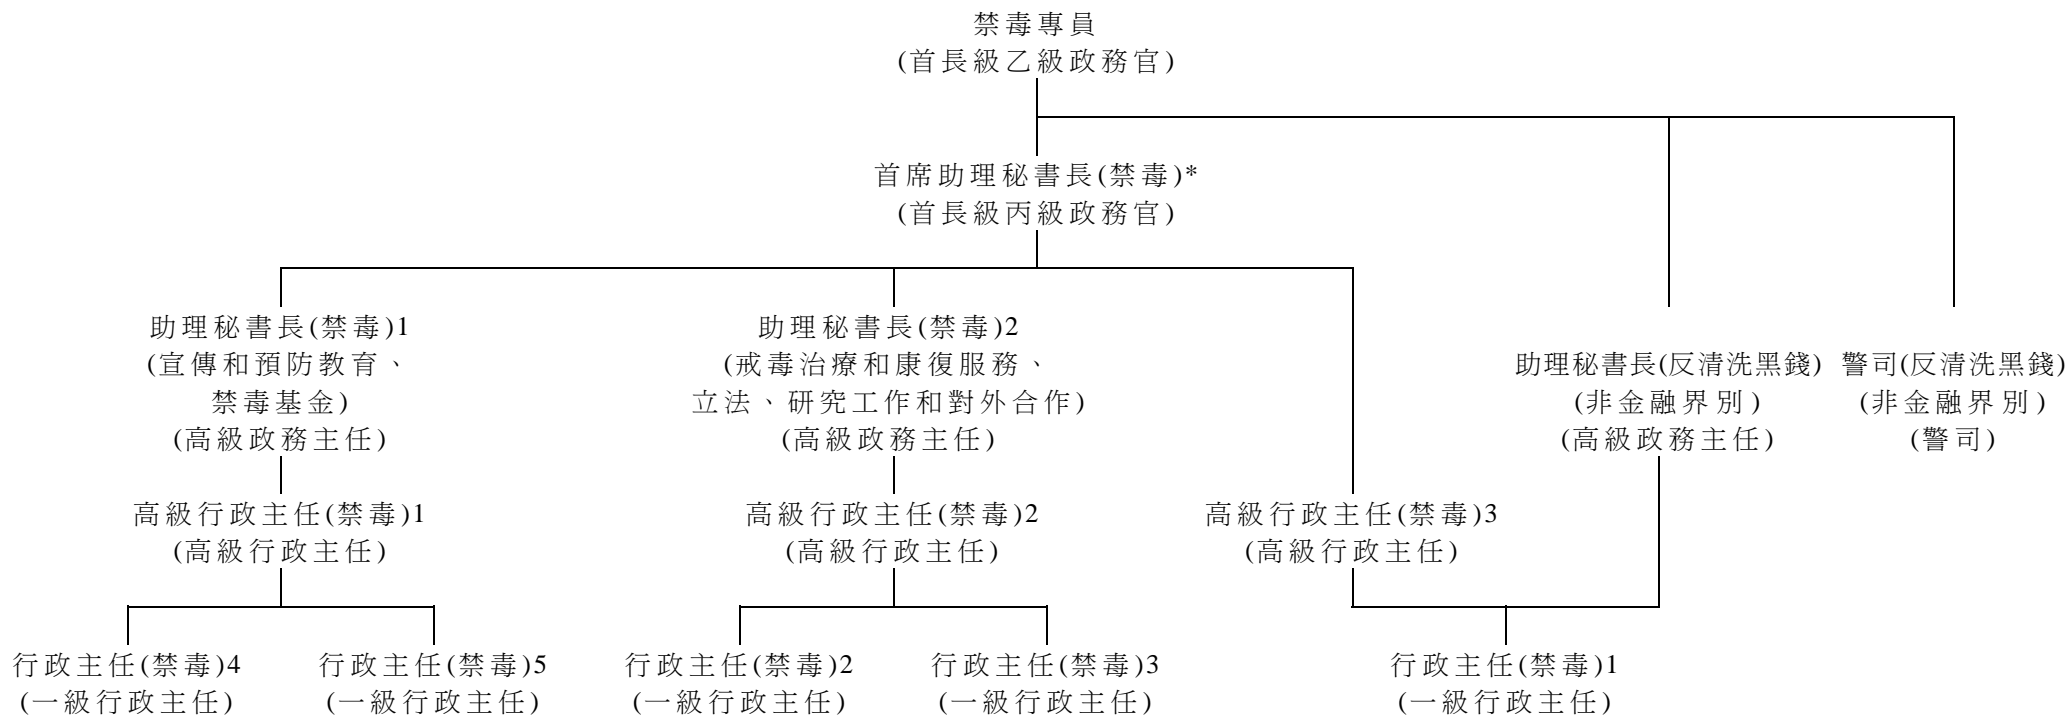 禁毒專員
(首長級乙級政務官)
首席助理秘書長(禁毒)*
(首長級丙級政務官)
助理秘書長(禁毒)1
(宣傳和預防教育、
禁毒基金)
(高級政務主任)
助理秘書長(禁毒)2
(戒毒治療和康復服務、
立法、研究工作和對外合作)
(高級政務主任)
助理秘書長(反清洗黑錢)
(非金融界別)
(高級政務主任)
警司(反清洗黑錢)
(非金融界別)
(警司)
高級行政主任(禁毒)1
(高級行政主任)
高級行政主任(禁毒)2
(高級行政主任)
高級行政主任(禁毒)3
(高級行政主任)
行政主任(禁毒)4
(一級行政主任)
行政主任(禁毒)5
(一級行政主任)
行政主任(禁毒)2
(一級行政主任)
行政主任(禁毒)3
(一級行政主任)
行政主任(禁毒)1
(一級行政主任)